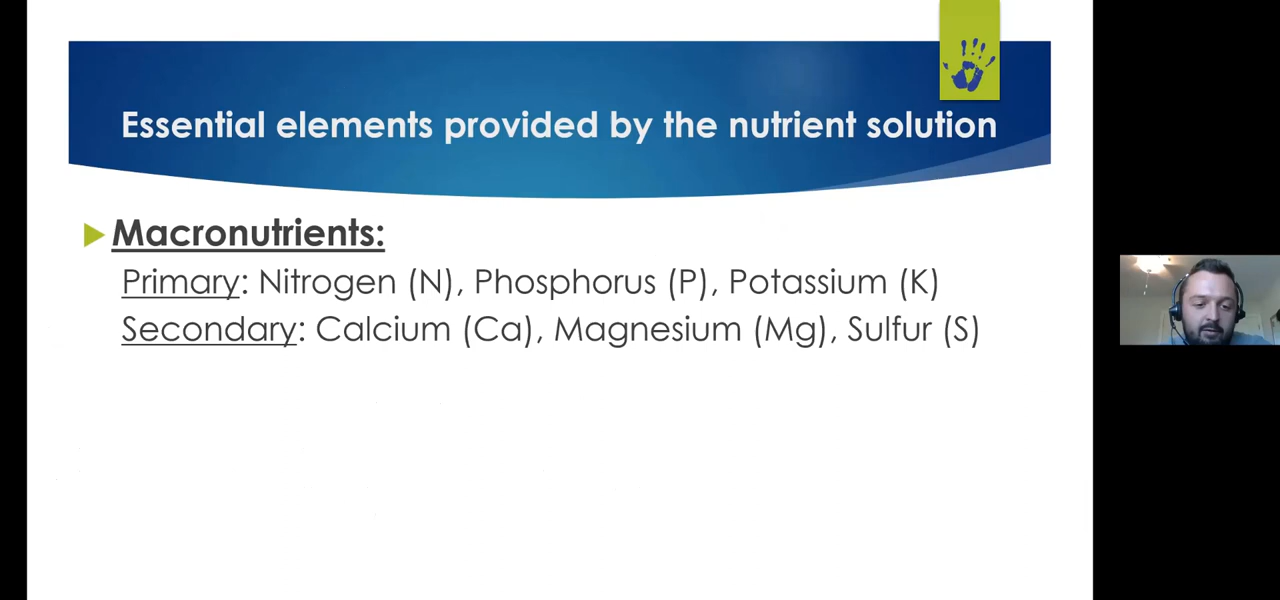 Essential elements provided by the nutrient solution
Macronutrients:
Primary: Nitrogen (N), Phosphorus (P), Potassium (K)
Secondary: Calcium (Ca), Magnesium (Mg), Sulfur (S)